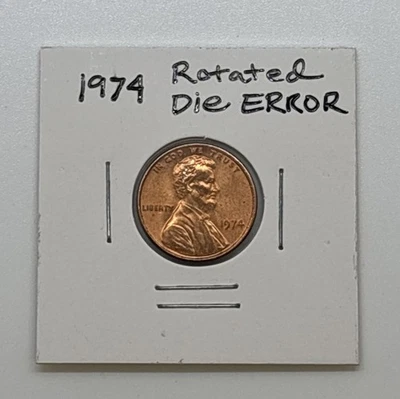 1974 Rotated
Die ERROR
IN GOD WE TRUST
LIBERTY
1974